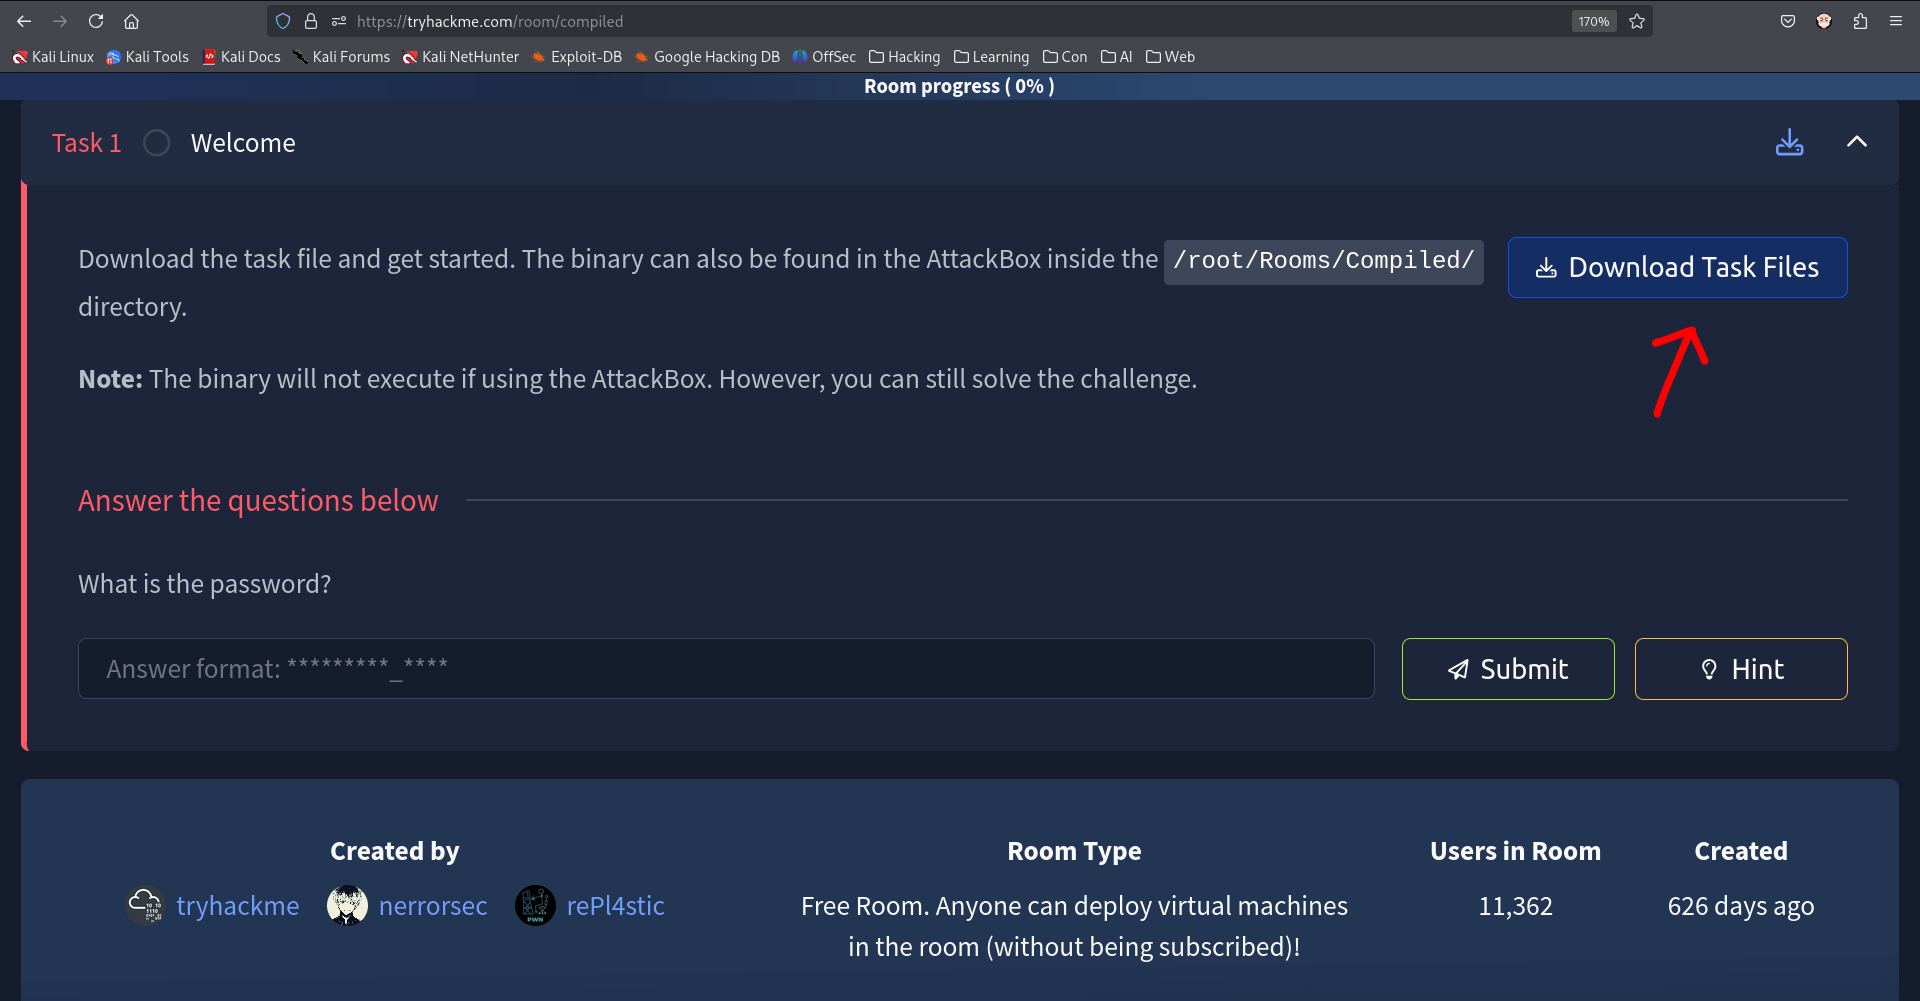 https://tryhackme.com/room/compiled
170%
Kali Linux Kali Tools Kali Docs Kali Forums Kali NetHunter Exploit-DB Google Hacking DB OffSec Hacking Learning Con AI Web
Room progress ( 0% )
Task 1 Welcome
Download the task file and get started. The binary can also be found in the AttackBox inside the /root/Rooms/Compiled/
directory.
Download Task Files
Note: The binary will not execute if using the AttackBox. However, you can still solve the challenge.
Answer the questions below
What is the password?
Answer format: *********_****
Submit
Hint
Created by
tryhackme nerrorsec rePl4stic
Room Type
Free Room. Anyone can deploy virtual machines
in the room (without being subscribed)!
Users in Room
11,362
Created
626 days ago